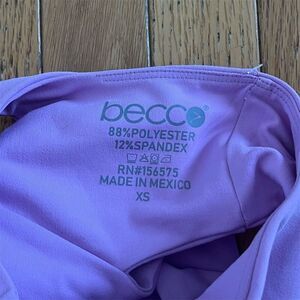 becco
88%POLYESTER
12%SPANDEX
RN#156575
MADE IN MEXICO
XS